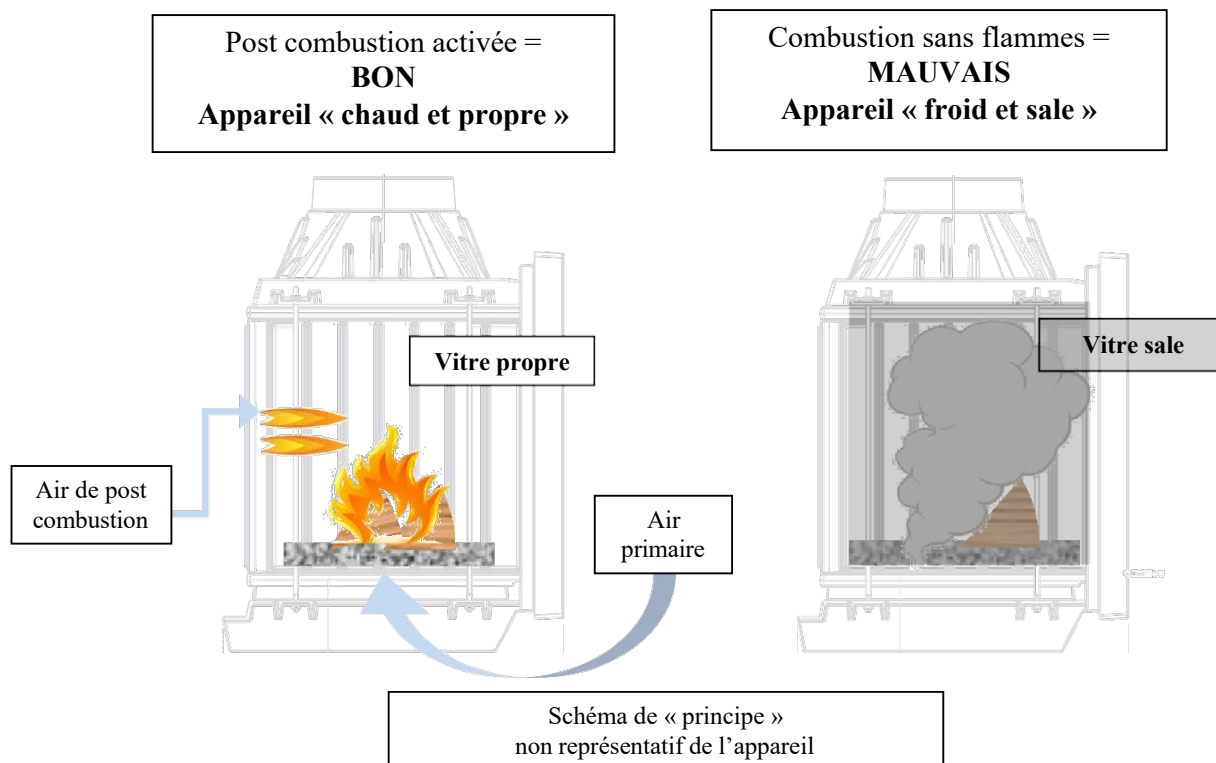 Post combustion activée =
BON
Appareil « chaud et propre »
Combustion sans flammes =
MAUVAIS
Appareil « froid et sale »
Vitre propre
Vitre sale
Air de post
combustion
Air
primaire
Schéma de « principe »
non représentatif de l’appareil